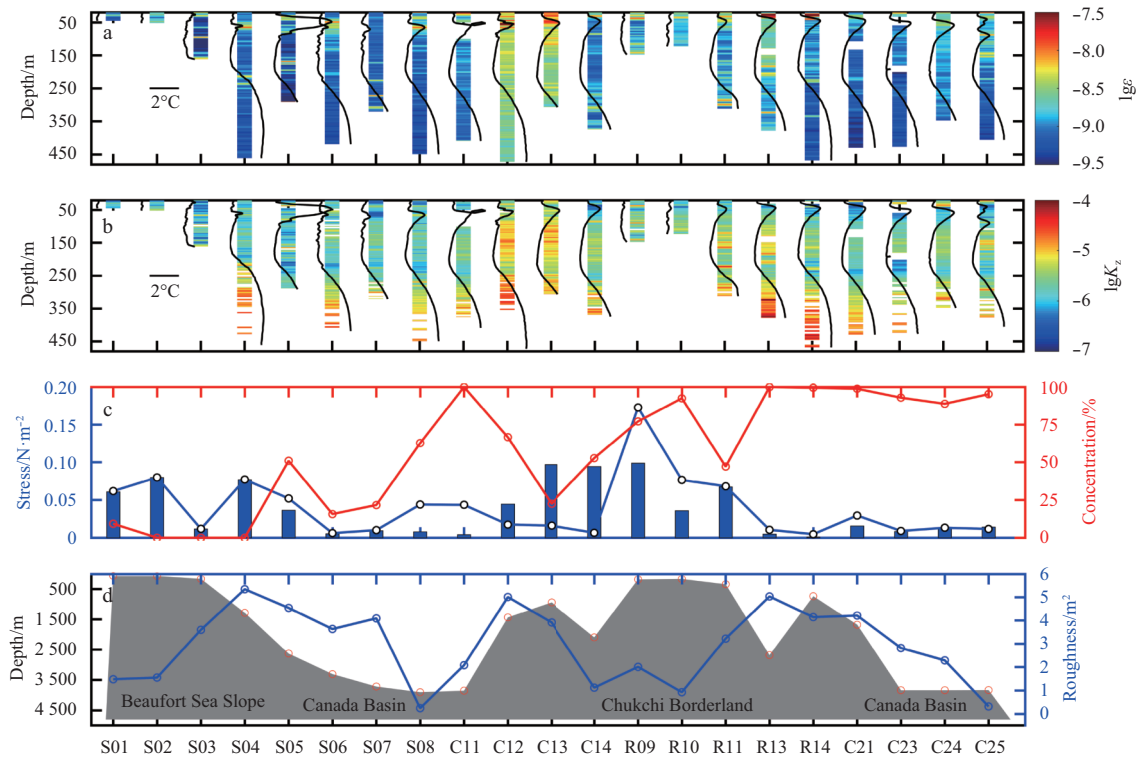 a
Depth/m
50
150
250
350
450
2°C
lgε
−7.5
−8.0
−8.5
−9.0
−9.5
b
Depth/m
50
150
250
350
450
2°C
lgKz
−4
−5
−6
−7
c
Stress/N·m−2
0.20
0.15
0.10
0.05
0
Concentration/%
100
75
50
25
0
d
Depth/m
500
1 500
2 500
3 500
4 500
Roughness/m²
6
5
4
3
2
1
0
Beaufort Sea Slope Canada Basin Chukchi Borderland Canada Basin
S01 S02 S03 S04 S05 S06 S07 S08 C11 C12 C13 C14 R09 R10 R11 R13 R14 C21 C23 C24 C25